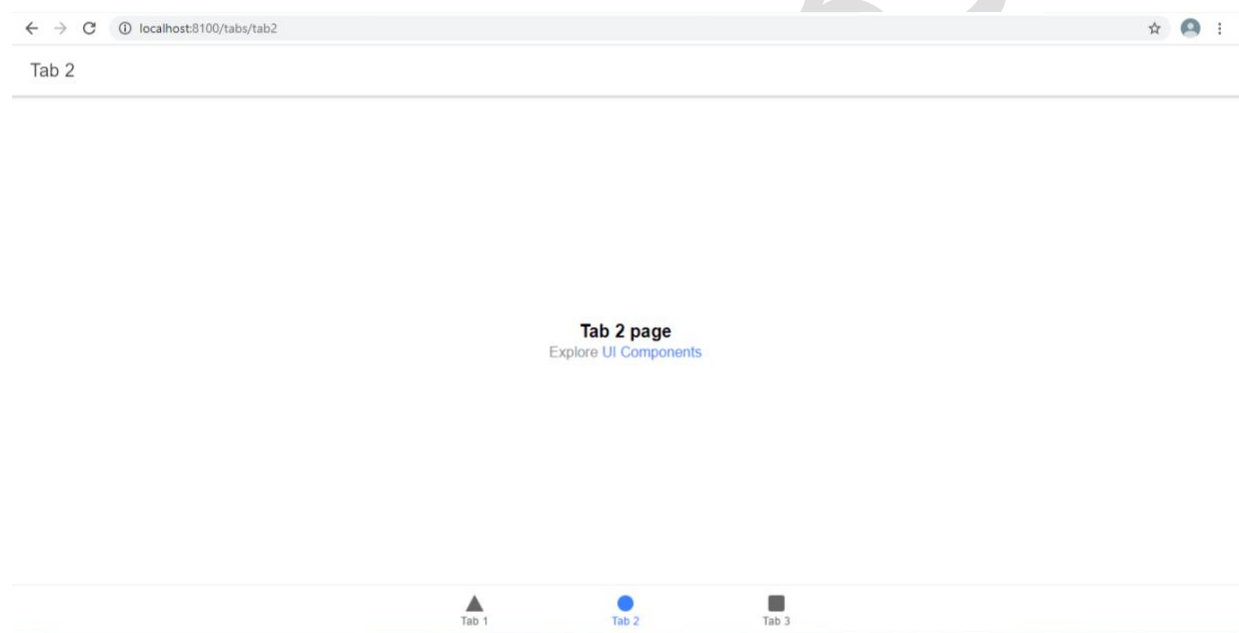 localhost:8100/tabs/tab2
Tab 2
Tab 2 page
Explore UI Components
Tab 1
Tab 2
Tab 3